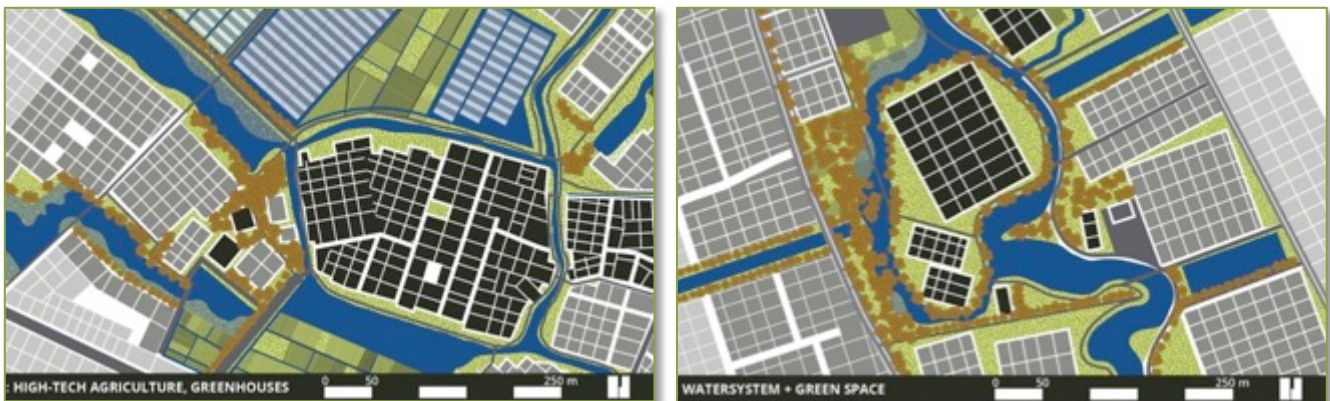 : HIGH-TECH AGRICULTURE, GREENHOUSES
0 50 250 m
WATERSYSTEM + GREEN SPACE
0 50 250 m